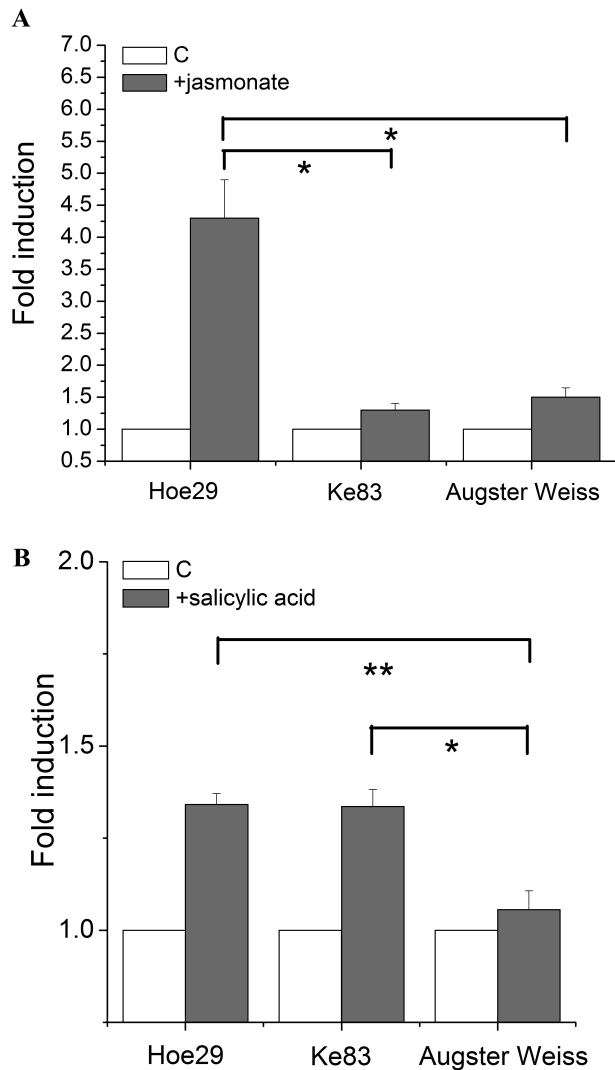 A
C
+jasmonate
7.0
6.5
6.0
5.5
5.0
4.5
4.0
3.5
3.0
2.5
2.0
1.5
1.0
0.5
Fold induction
*
*
Hoe29 Ke83 Augster Weiss
B
C
+salicylic acid
2.0
1.5
1.0
Fold induction
**
*
Hoe29 Ke83 Augster Weiss